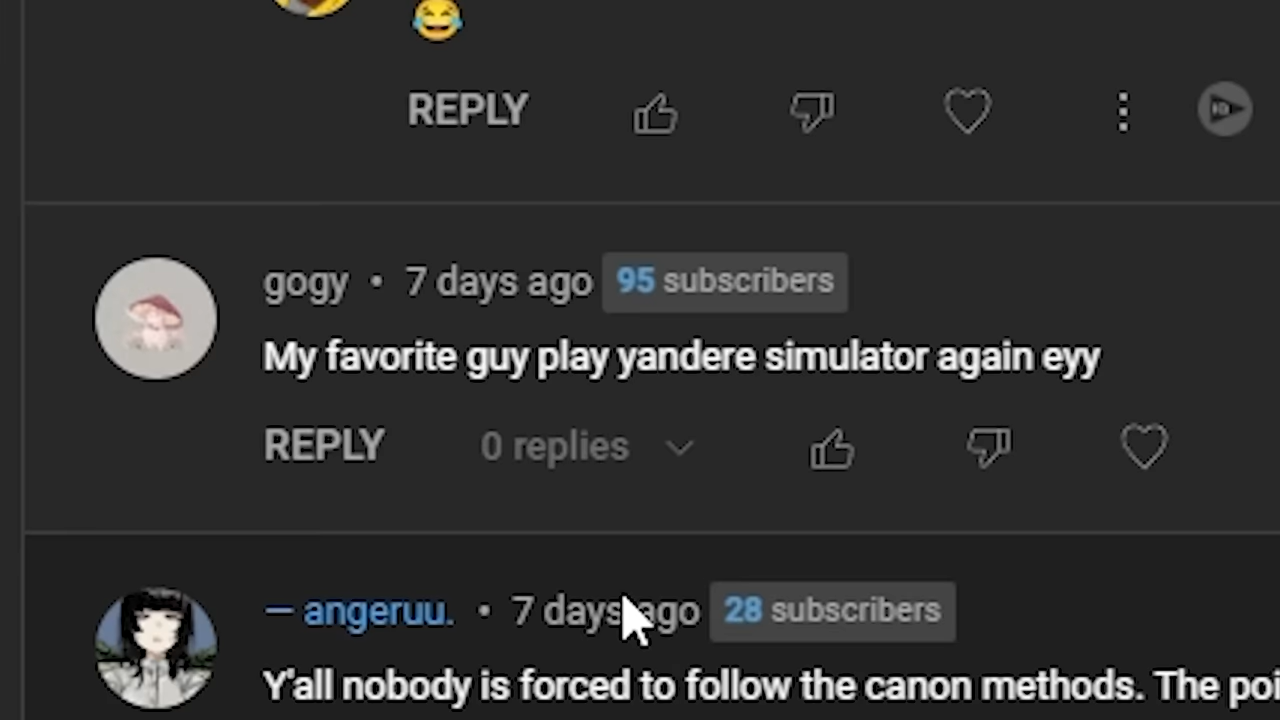 😂
REPLY
gogy • 7 days ago 95 subscribers
My favorite guy play yandere simulator again eyy
REPLY 0 replies
— angeruu. • 7 days ago 28 subscribers
Y'all nobody is forced to follow the canon methods. The poi